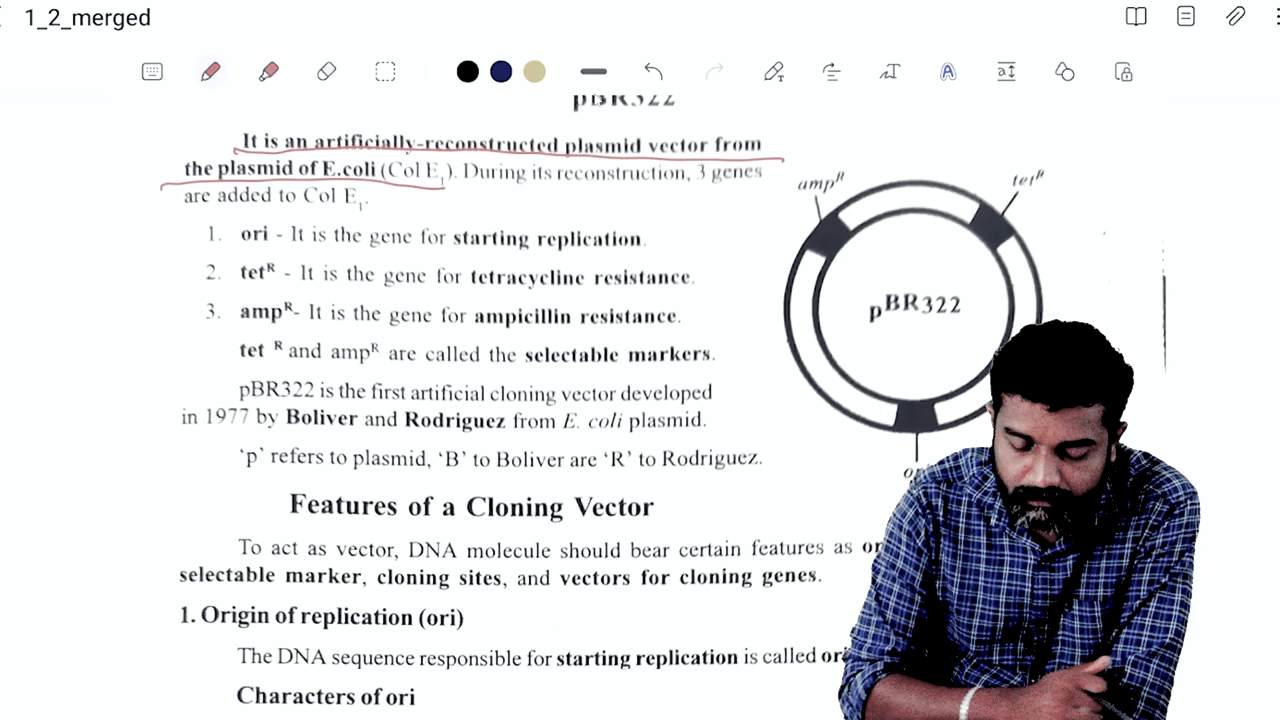 1_2_merged
pBR322
It is an artificially-reconstructed plasmid vector from
the plasmid of E.coli (Col E1). During its reconstruction, 3 genes
are added to Col E1.
1. ori - It is the gene for starting replication.
2. tetR - It is the gene for tetracycline resistance.
3. ampR- It is the gene for ampicillin resistance.
tet R and ampR are called the selectable markers.
pBR322 is the first artificial cloning vector developed
in 1977 by Boliver and Rodriguez from E. coli plasmid.
'p' refers to plasmid, 'B' to Boliver are 'R' to Rodriguez.
ampR
tetR
pBR322
Features of a Cloning Vector
To act as vector, DNA molecule should bear certain features as
selectable marker, cloning sites, and vectors for cloning genes.
1. Origin of replication (ori)
The DNA sequence responsible for starting replication is called ori
Characters of ori